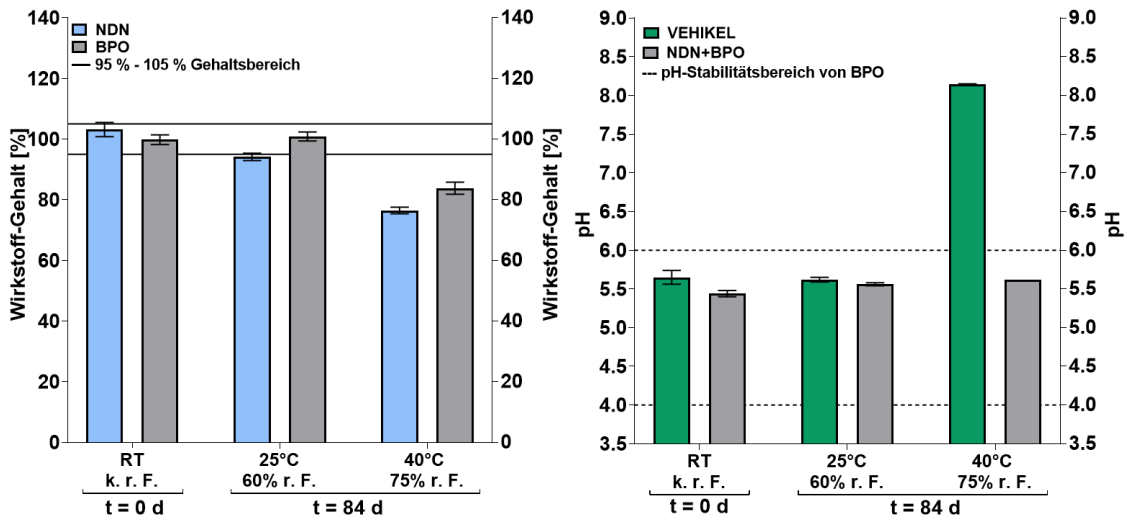 140
120
100
80
60
40
20
0
Wirkstoff-Gehalt [%]
NDN
BPO
95 % - 105 % Gehaltsbereich
140
120
100
80
60
40
20
0
Wirkstoff-Gehalt [%]
RT
k. r. F.
25°C
60% r. F.
40°C
75% r. F.
t = 0 d
t = 84 d
9.0
8.5
8.0
7.5
7.0
6.5
6.0
5.5
5.0
4.5
4.0
3.5
pH
VEHIKEL
NDN+BPO
pH-Stabilitätsbereich von BPO
9.0
8.5
8.0
7.5
7.0
6.5
6.0
5.5
5.0
4.5
4.0
3.5
pH
RT
k. r. F.
25°C
60% r. F.
40°C
75% r. F.
t = 0 d
t = 84 d